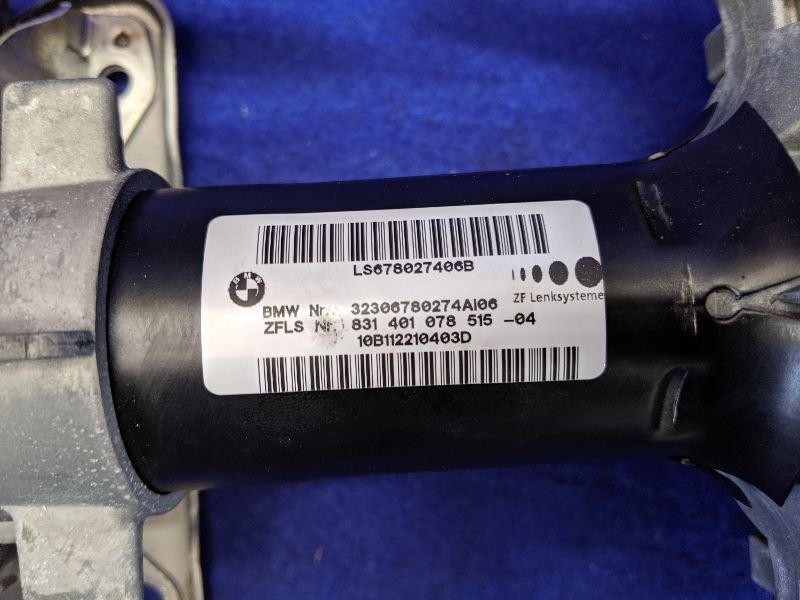 LS678027406B
BMW
BMW Nr.: 32306780274AI06
ZF Lenksysteme
ZFLS Nr. 831 401 078 515 -04
10B112210403D